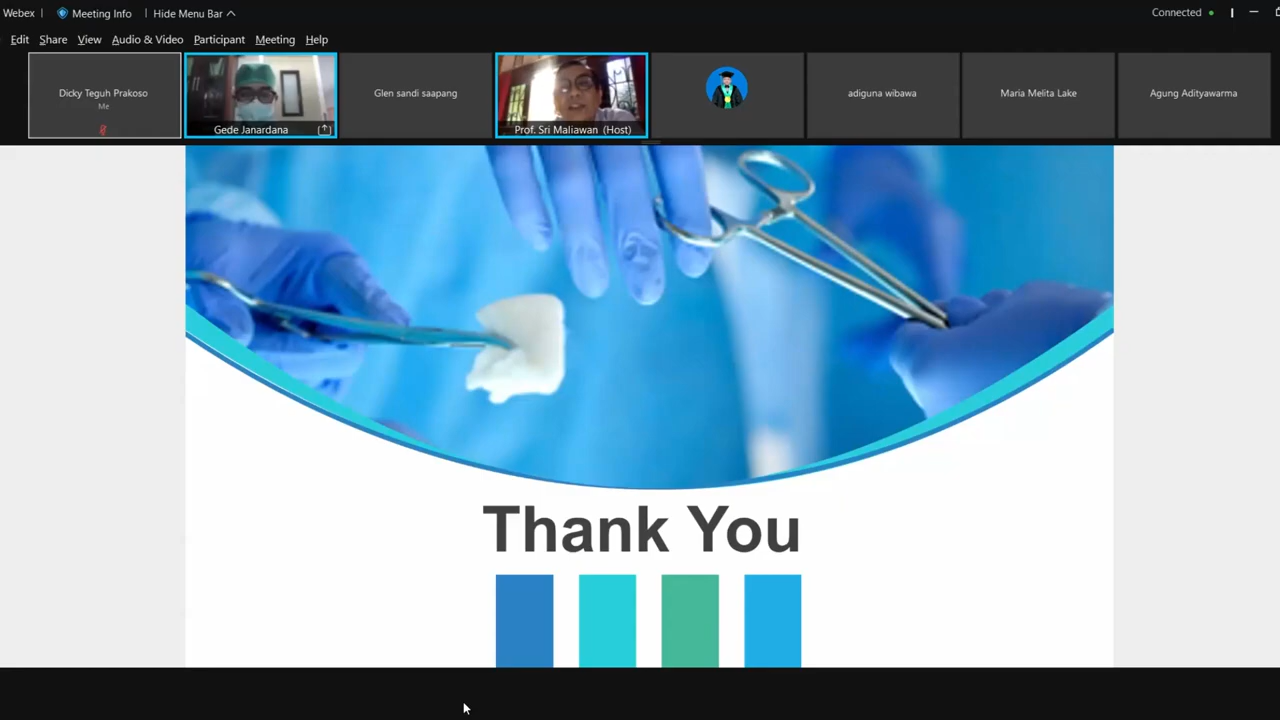 Webex Meeting Info Hide Menu Bar Connected
Edit Share View Audio & Video Participant Meeting Help
Dicky Teguh Prakoso
Me
Gede Janardana
Glen sandi saapang
Prof. Sri Maliawan (Host)
adiguna wibawa
Maria Melita Lake
Agung Adityawarma
Thank You